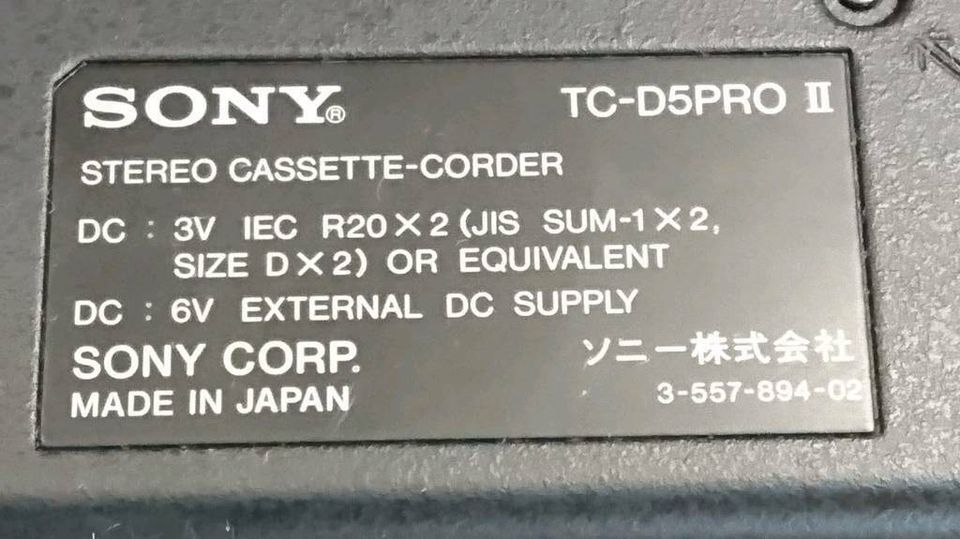 SONY® TC-D5PRO II
STEREO CASSETTE-CORDER
DC : 3V IEC R20×2 (JIS SUM-1×2,
SIZE D×2) OR EQUIVALENT
DC : 6V EXTERNAL DC SUPPLY
SONY CORP. ソニー株式会社
MADE IN JAPAN 3-557-894-02